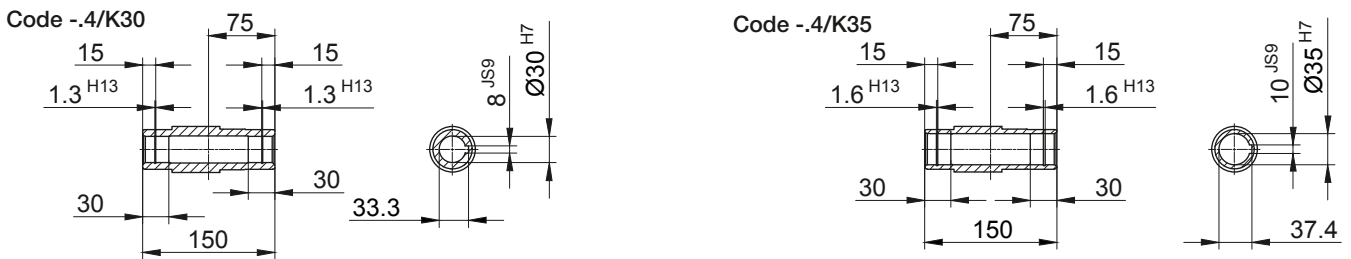 Code -.4/K30
75
15 15
1.3 H13 1.3 H13
8 JS9
Ø30 H7
30
30
33.3
150
Code -.4/K35
75
15 15
1.6 H13 1.6 H13
10 JS9
Ø35 H7
30 30
150
37.4